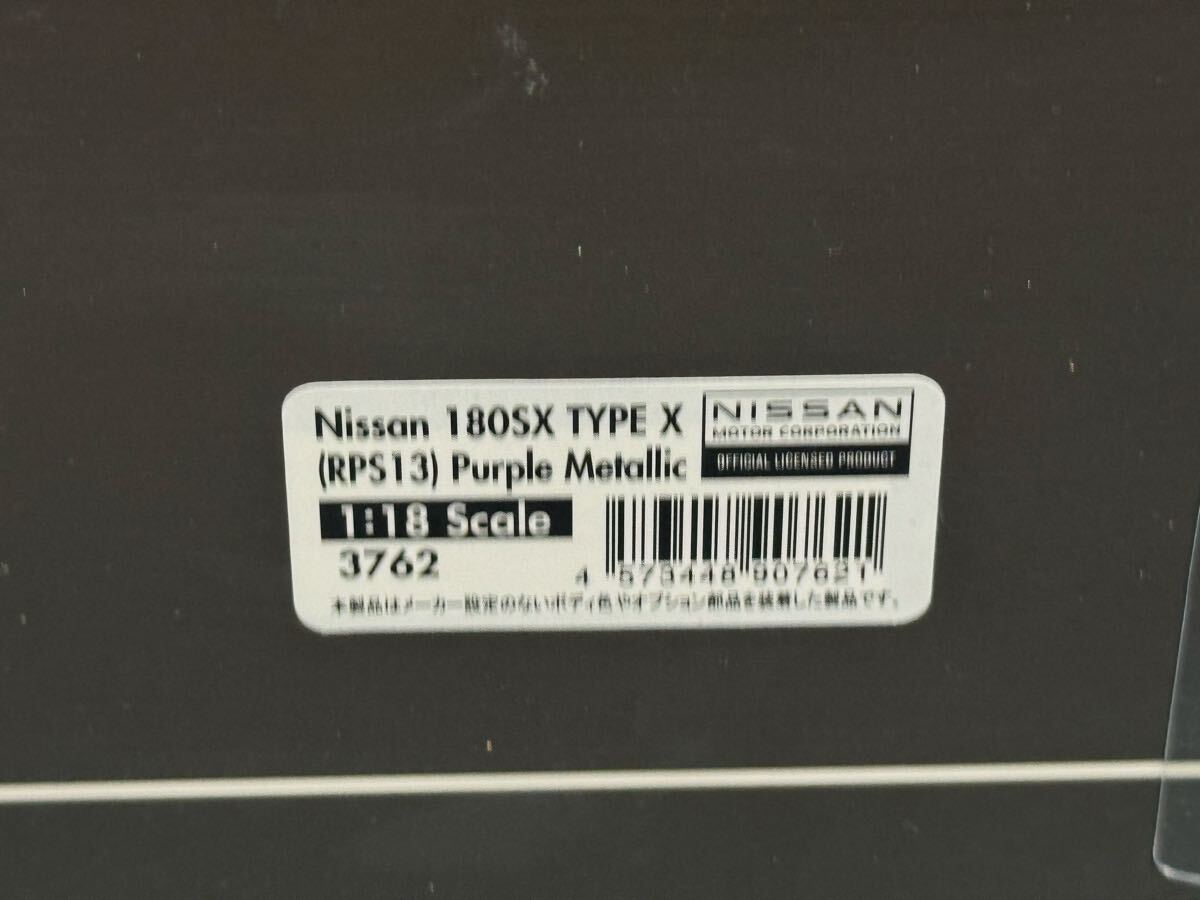 Nissan 180SX TYPE X
(RPS13) Purple Metallic
NISSAN
MOTOR CORPORATION
OFFICIAL LICENSED PRODUCT
1:18 Scale
3762
4 573448 907621
本製品はメーカー設定のないボディ色やオプション部品を装着した製品です。